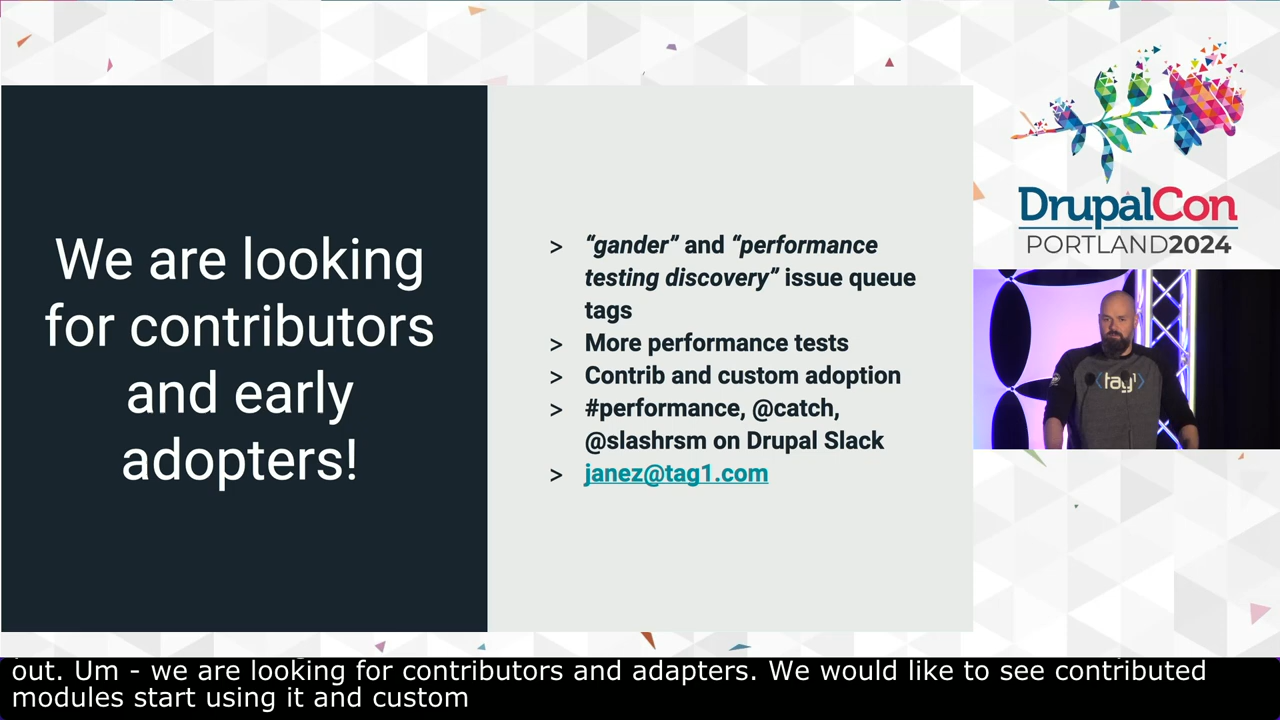 We are looking
for contributors
and early
adopters!
> “gander” and “performance
testing discovery” issue queue
tags
> More performance tests
> Contrib and custom adoption
> #performance, @catch,
@slashrsm on Drupal Slack
> janez@tag1.com
DrupalCon
PORTLAND2024
<tag1>
out. Um - we are looking for contributors and adapters. We would like to see contributed
modules start using it and custom